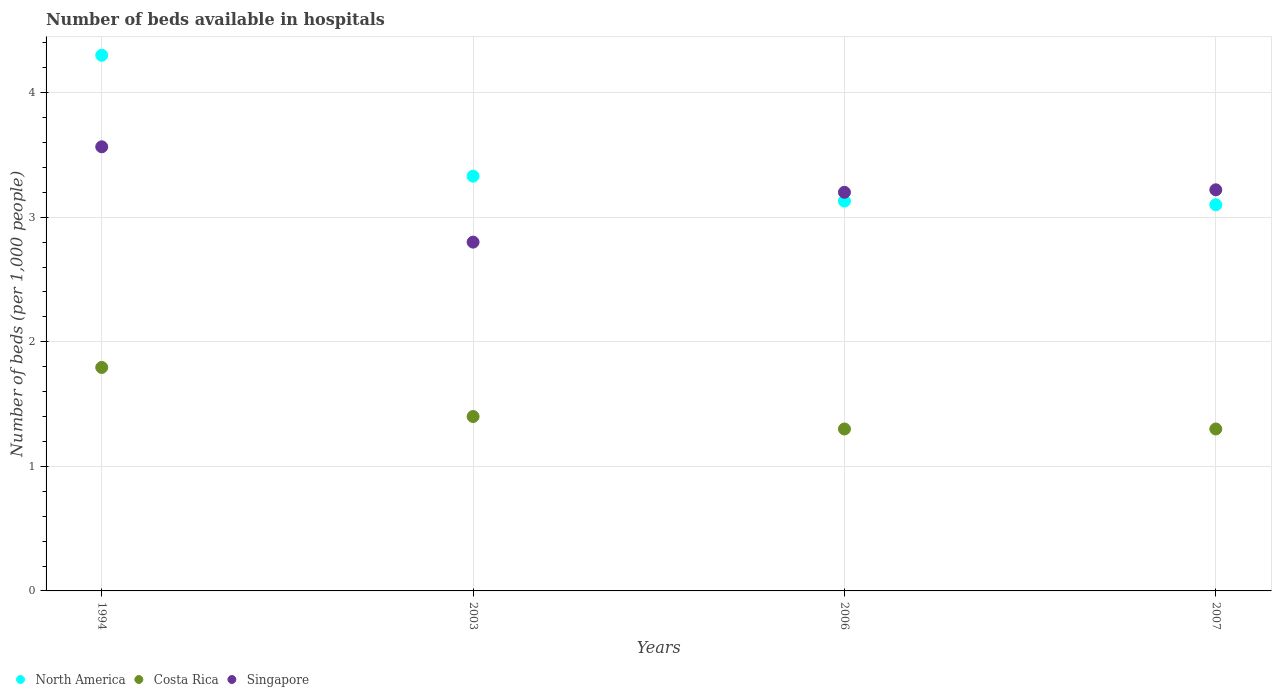 Number of beds available in hospitals
Number of beds (per 1,000 people)
4
3
2
1
0
1994
2003
2006
2007
Years
North America
Costa Rica
Singapore